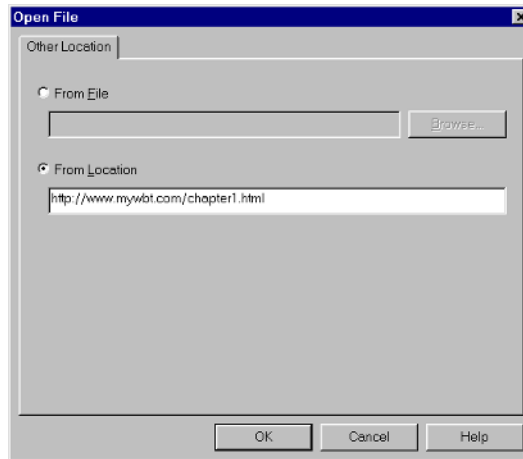 Open File
Other Location
From File
Browse...
From Location
http://www.mywbt.com/chapter1.html
OK Cancel Help